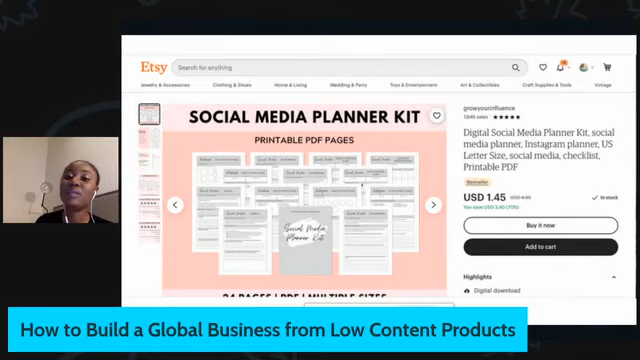 Etsy
Search for anything
Jewelry & Accessories
Clothing & Shoes
Home & Living
Wedding & Party
Toys & Entertainment
Art & Collectibles
Craft Supplies & Tools
Vintage
SOCIAL MEDIA PLANNER KIT
PRINTABLE PDF PAGES
Social Media
Planner Kit
24 PAGES | PDF | MULTIPLE SIZES
growyourinfluence
Digital Social Media Planner Kit, social
media planner, Instagram planner, US
Letter Size, social media, checklist,
Printable PDF
Bestseller
USD 1.45
In stock
You save USD 3.40 (70%)
Buy it now
Add to cart
Highlights
Digital download
How to Build a Global Business from Low Content Products